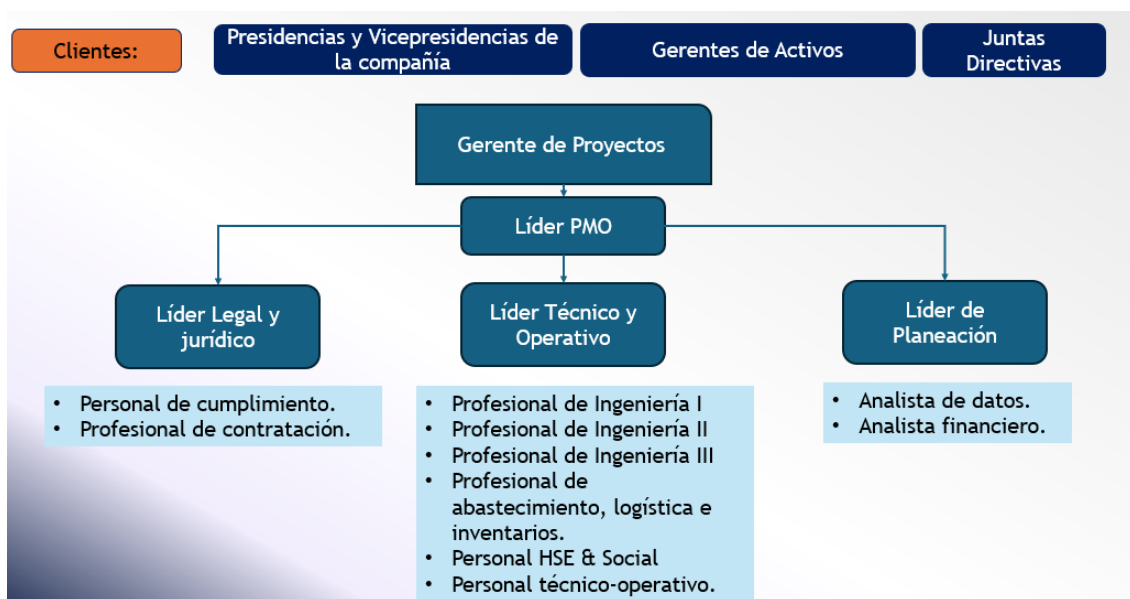 Clientes:
Presidencias y Vicepresidencias de
la compañía
Gerentes de Activos
Juntas
Directivas
Gerente de Proyectos
Líder PMO
Líder Legal y
jurídico
Líder Técnico y
Operativo
Líder de
Planeación
• Personal de cumplimiento.
• Profesional de contratación.
• Profesional de Ingeniería I
• Profesional de Ingeniería II
• Profesional de Ingeniería III
• Profesional de
abastecimiento, logística e
inventarios.
• Personal HSE & Social
• Personal técnico-operativo.
• Analista de datos.
• Analista financiero.